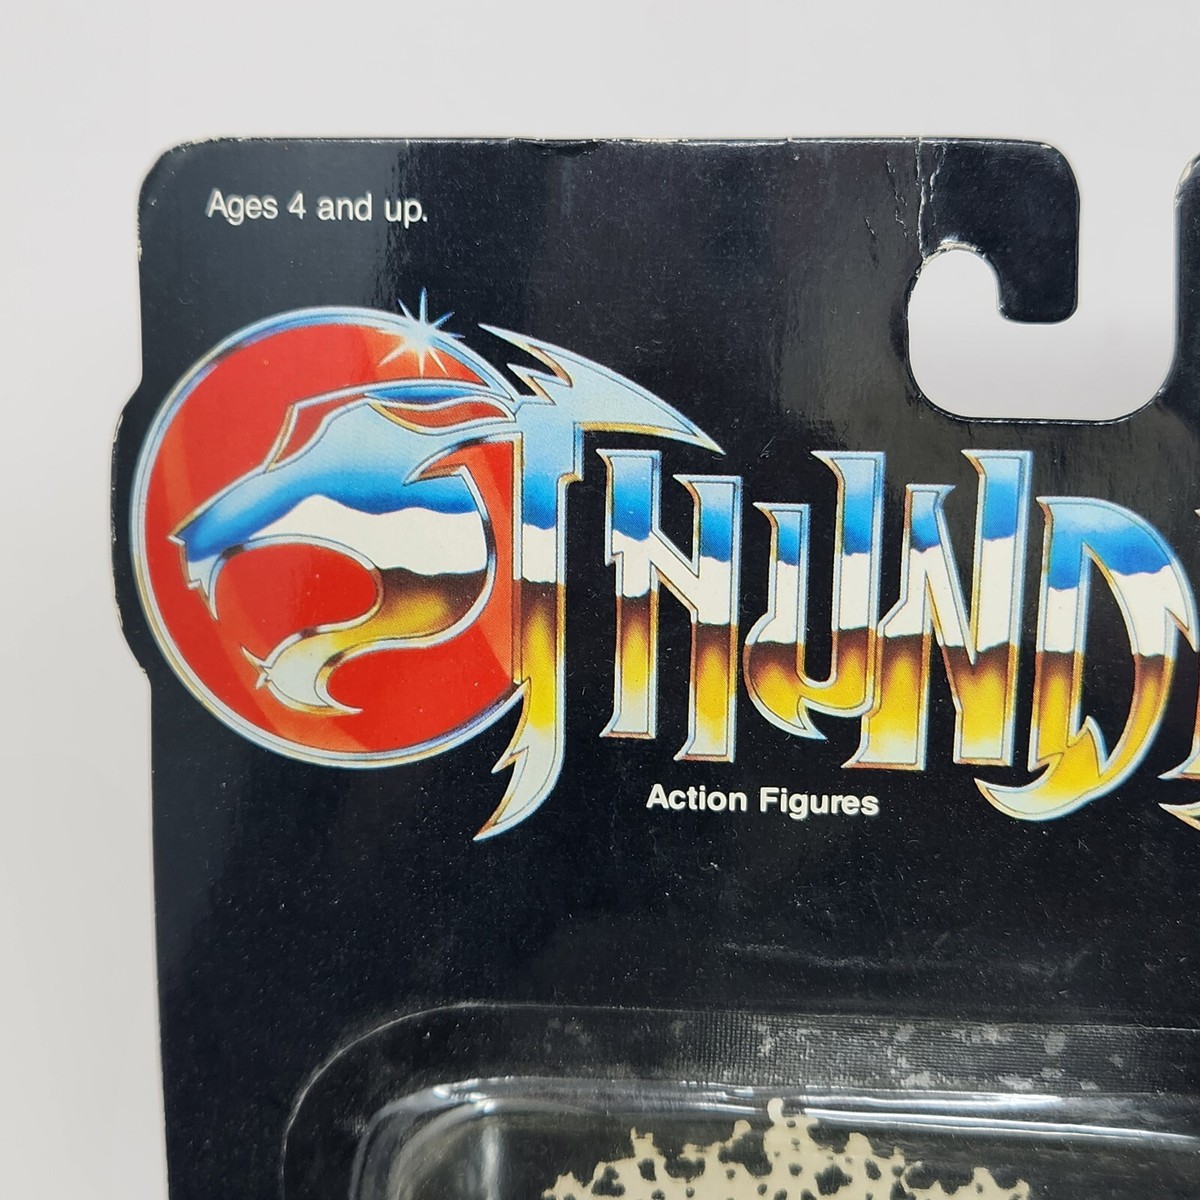 Ages 4 and up.
THUND
Action Figures